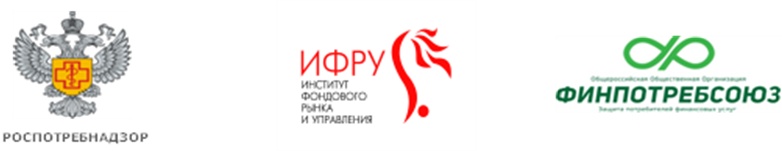 РОСПОТРЕБНАДЗОР
ИФРУ
ИНСТИТУТ
ФОНДОВОГО
РЫНКА
И УПРАВЛЕНИЯ
Общероссийская Общественная Организация
ФИНПОТРЕБСОЮЗ
Защита потребителей финансовых услуг